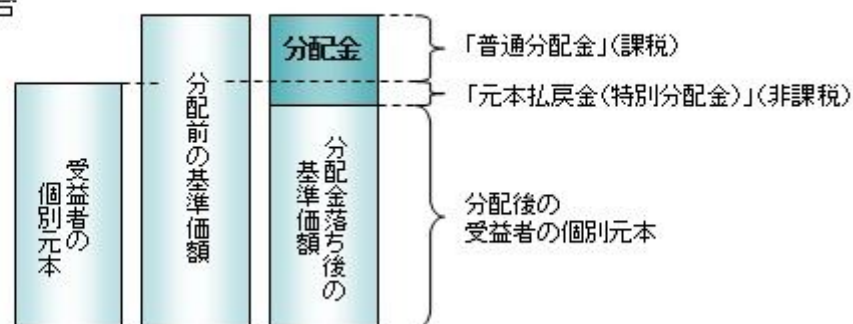 分配金
「普通分配金」(課税)
「元本払戻金(特別分配金)」(非課税)
受益者の
個別元本
分配前の基準価額
分配金落ち後の
基準価額
分配後の
受益者の個別元本